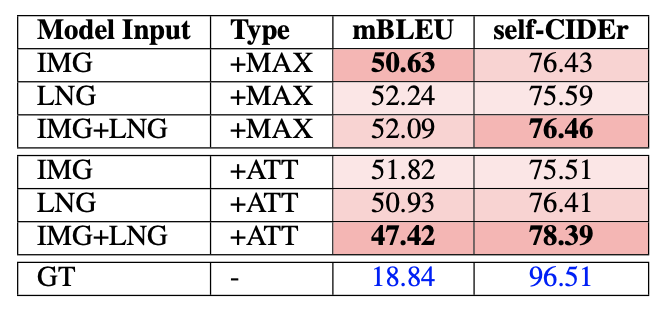 Model Input Type mBLEU self-CIDEr
IMG +MAX 50.63 76.43
LNG +MAX 52.24 75.59
IMG+LNG +MAX 52.09 76.46
IMG +ATT 51.82 75.51
LNG +ATT 50.93 76.41
IMG+LNG +ATT 47.42 78.39
GT - 18.84 96.51